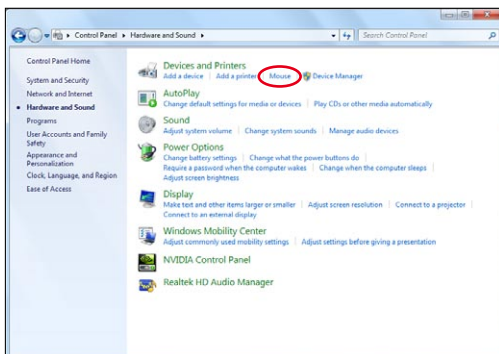 Control Panel ▸ Hardware and Sound ▸
Search Control Panel
Control Panel Home
System and Security
Network and Internet
Hardware and Sound
Programs
User Accounts and Family
Safety
Appearance and
Personalization
Clock, Language, and Region
Ease of Access
Devices and Printers
Add a device | Add a printer | Mouse | Device Manager
AutoPlay
Change default settings for media or devices | Play CDs or other media automatically
Sound
Adjust system volume | Change system sounds | Manage audio devices
Power Options
Change battery settings | Change what the power buttons do |
Require a password when the computer wakes | Change when the computer sleeps |
Adjust screen brightness
Display
Make text and other items larger or smaller | Adjust screen resolution | Connect to a projector |
Connect to an external display
Windows Mobility Center
Adjust commonly used mobility settings | Adjust settings before giving a presentation
NVIDIA Control Panel
Realtek HD Audio Manager